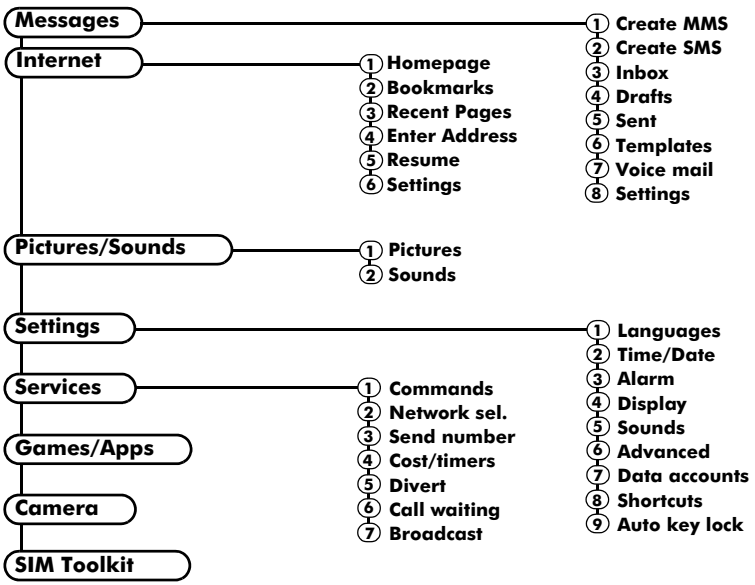 Messages
1 Create MMS
2 Create SMS
3 Inbox
4 Drafts
5 Sent
6 Templates
7 Voice mail
8 Settings
Internet
1 Homepage
2 Bookmarks
3 Recent Pages
4 Enter Address
5 Resume
6 Settings
Pictures/Sounds
1 Pictures
2 Sounds
Settings
1 Languages
2 Time/Date
3 Alarm
4 Display
5 Sounds
6 Advanced
7 Data accounts
8 Shortcuts
9 Auto key lock
Services
1 Commands
2 Network sel.
3 Send number
4 Cost/timers
5 Divert
6 Call waiting
7 Broadcast
Games/Apps
Camera
SIM Toolkit